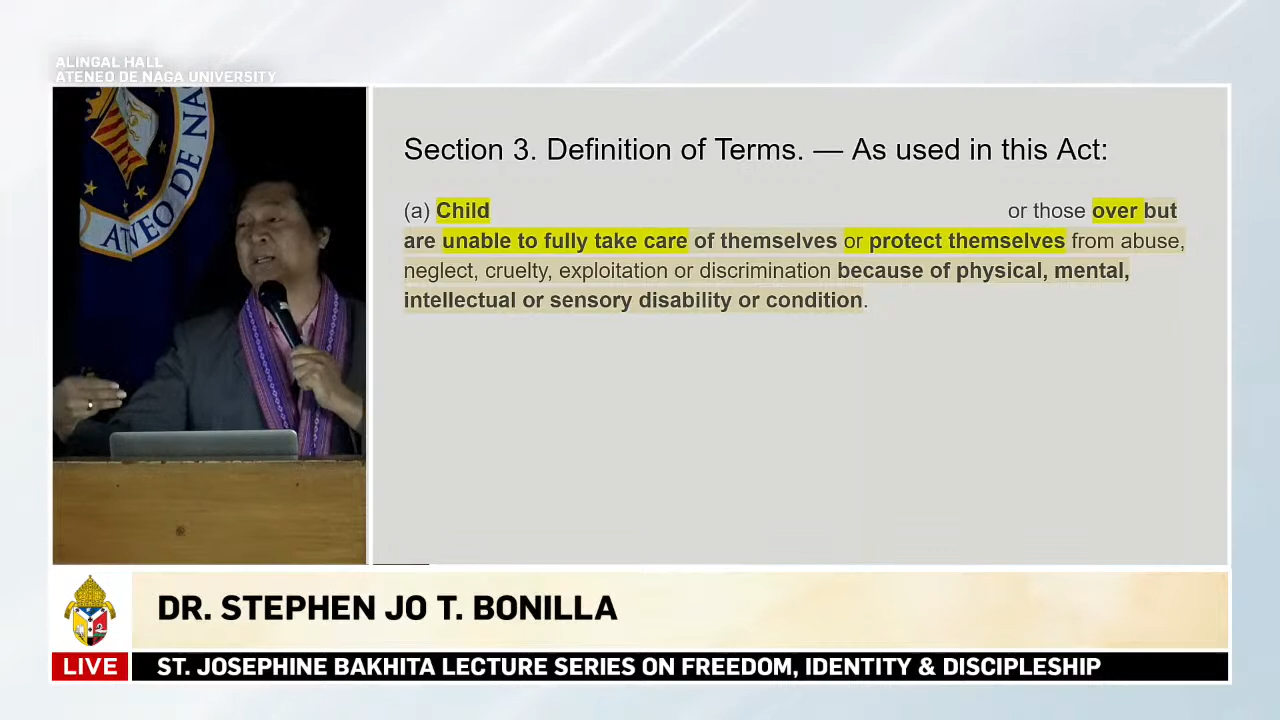 ALINGAL HALL
ATENEO DE NAGA UNIVERSITY
ATENEO DE NA
Section 3. Definition of Terms. — As used in this Act:
(a) Child or those over but
are unable to fully take care of themselves or protect themselves from abuse,
neglect, cruelty, exploitation or discrimination because of physical, mental,
intellectual or sensory disability or condition.
DR. STEPHEN JO T. BONILLA
LIVE
ST. JOSEPHINE BAKHITA LECTURE SERIES ON FREEDOM, IDENTITY & DISCIPLESHIP